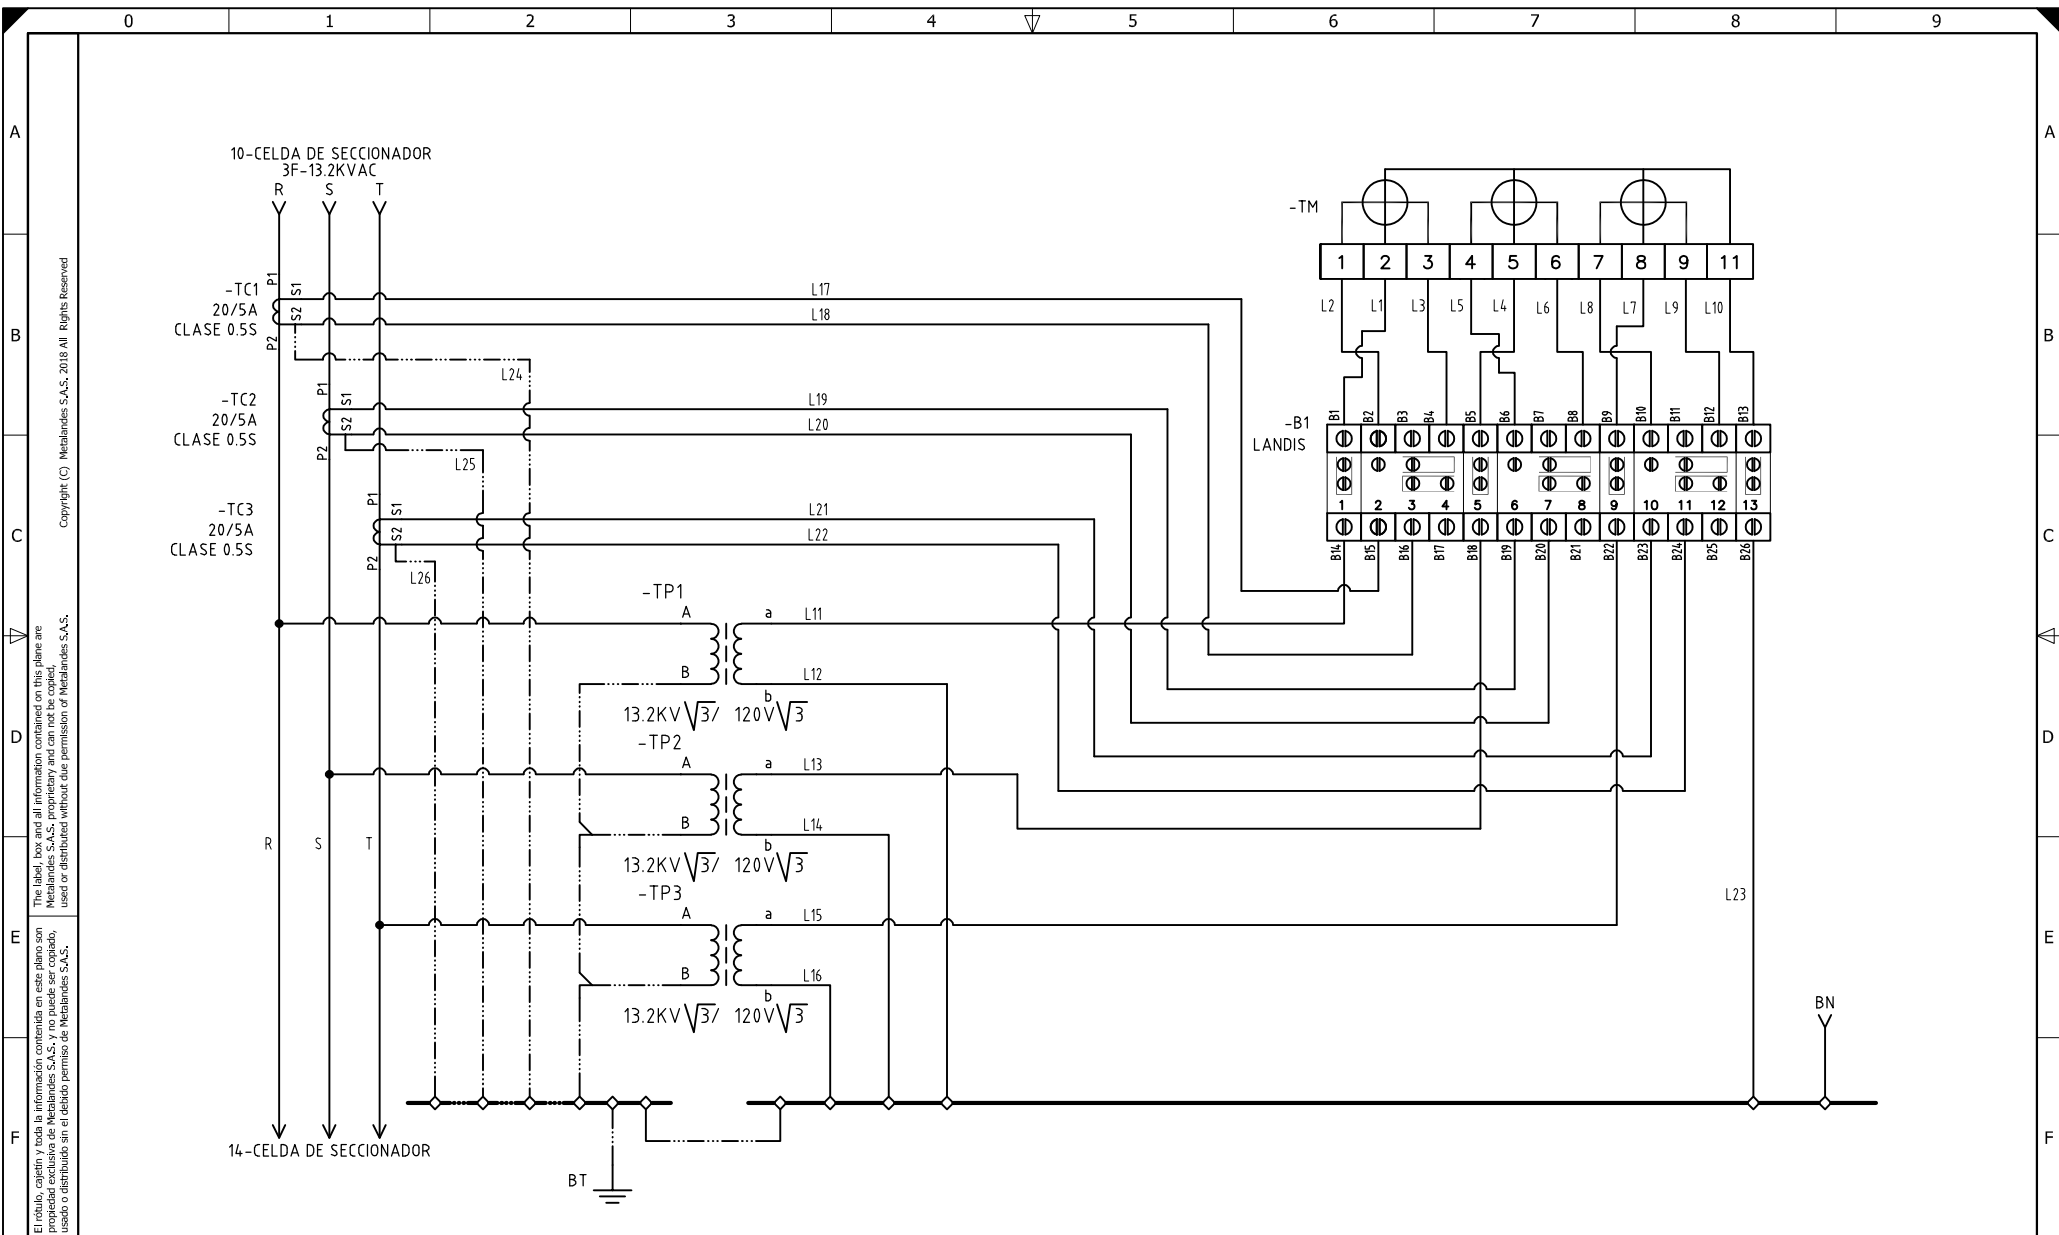 0 1 2 3 4 5 6 7 8 9
A A
10-CELDA DE SECCIONADOR
3F-13.2KVAC
R S T
-TM
1 2 3 4 5 6 7 8 9 11
L2 L1 L3 L5 L4 L6 L8 L7 L9 L10
B B
P1 S1
-TC1
20/5A
CLASE 0.5S
S2
P2
L17
L18
L24
P1 S1
-TC2
20/5A
CLASE 0.5S
S2
P2
L19
L20
L25
-B1
LANDIS
B1 B2 B3 B4 B5 B6 B7 B8 B9 B10 B11 B12 B13
1 2 3 4 5 6 7 8 9 10 11 12 13
B14 B15 B16 B17 B18 B19 B20 B21 B22 B23 B24 B25 B26
C C
P1 S1
-TC3
20/5A
CLASE 0.5S
S2
P2
L21
L22
L26
-TP1
A a L11
B L12
b
13.2KV √3/ 120V √3
D D
-TP2
A a L13
B L14
b
13.2KV √3/ 120V √3
R S T
-TP3
A a L15
B L16
b
13.2KV √3/ 120V √3
L23
E E
BN
F F
14-CELDA DE SECCIONADOR
BT
Copyright (C) Metalandes S.A.S. 2018 All Rights Reserved
The label, box and all information contained on this plane are
Metalandes S.A.S. proprietary and can not be copied,
used or distributed without due permission of Metalandes S.A.S.
El rótulo, cajetín y toda la información contenida en este plano son
propiedad exclusiva de Metalandes S.A.S. y no puede ser copiado,
usado o distribuido sin el debido permiso de Metalandes S.A.S.